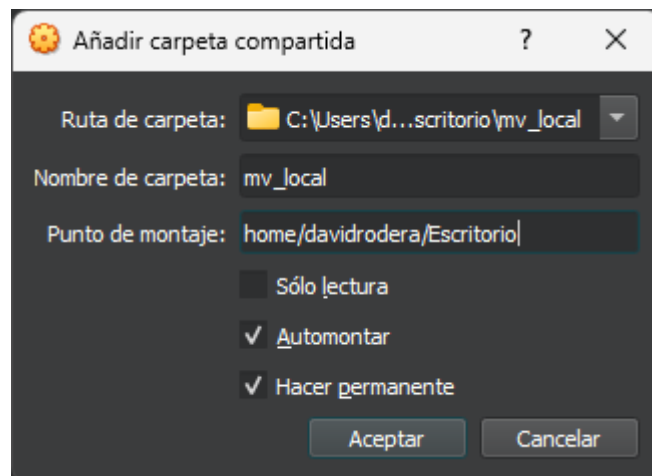 Añadir carpeta compartida ?
Ruta de carpeta: C:\Users\d...scritorio\mv_local
Nombre de carpeta: mv_local
Punto de montaje: home/davidrodera/Escritorio
Sólo lectura
Automontar
Hacer permanente
Aceptar Cancelar